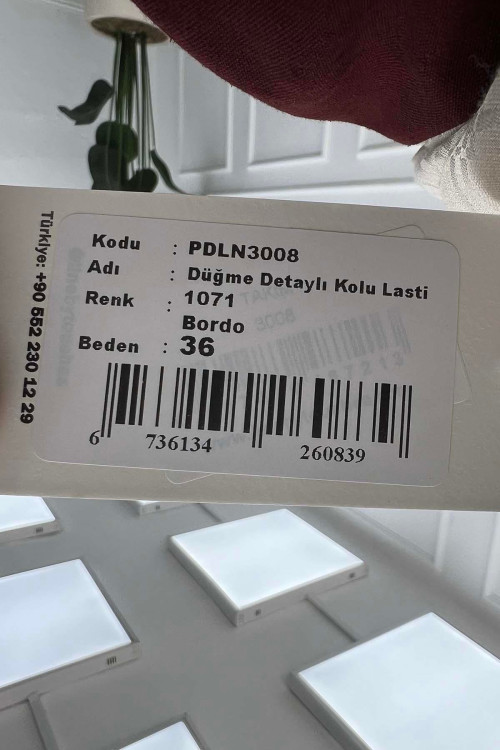 Kodu : PDLN3008
Adı : Düğme Detaylı Kolu Lasti
Renk : 1071
Bordo
Beden : 36
6 736134 260839
Türkiye: +90 552 230 12 29